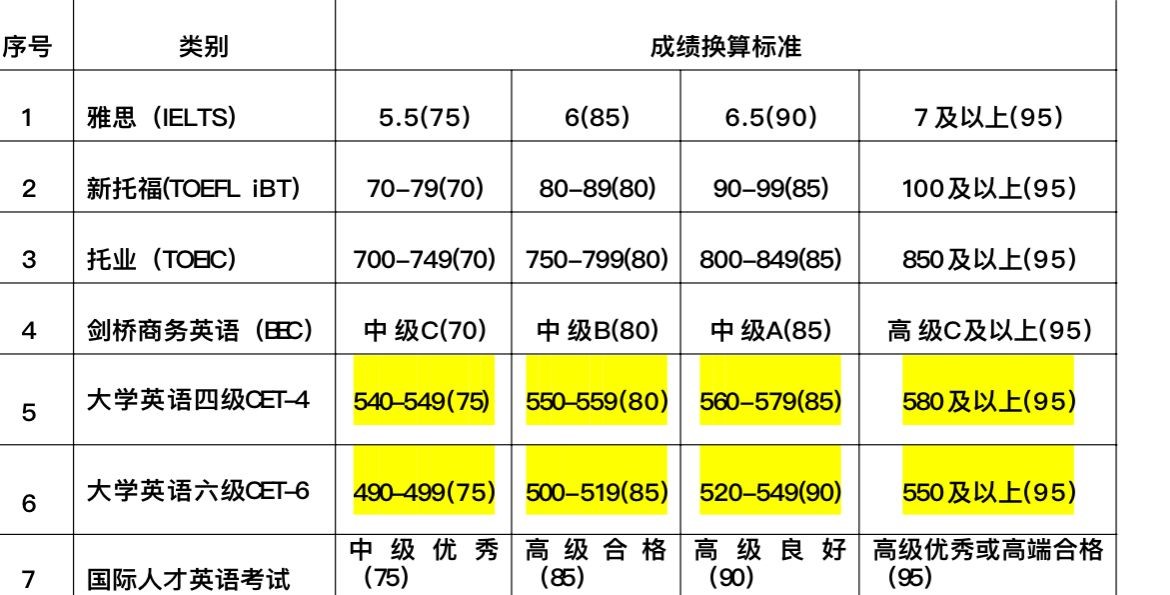 序号 类别 成绩换算标准
1 雅思（IELTS） 5.5(75) 6(85) 6.5(90) 7及以上(95)
2 新托福(TOEFL iBT) 70–79(70) 80–89(80) 90–99(85) 100及以上(95)
3 托业（TOEIC） 700–749(70) 750–799(80) 800–849(85) 850及以上(95)
4 剑桥商务英语（BEC） 中级C(70) 中级B(80) 中级A(85) 高级C及以上(95)
5 大学英语四级CET–4 540–549(75) 550–559(80) 560–579(85) 580及以上(95)
6 大学英语六级CET–6 490–499(75) 500–519(85) 520–549(90) 550及以上(95)
中级优秀 高级合格 高级良好 高级优秀或高端合格
7 国际人才英语考试 (75) (85) (90) (95)